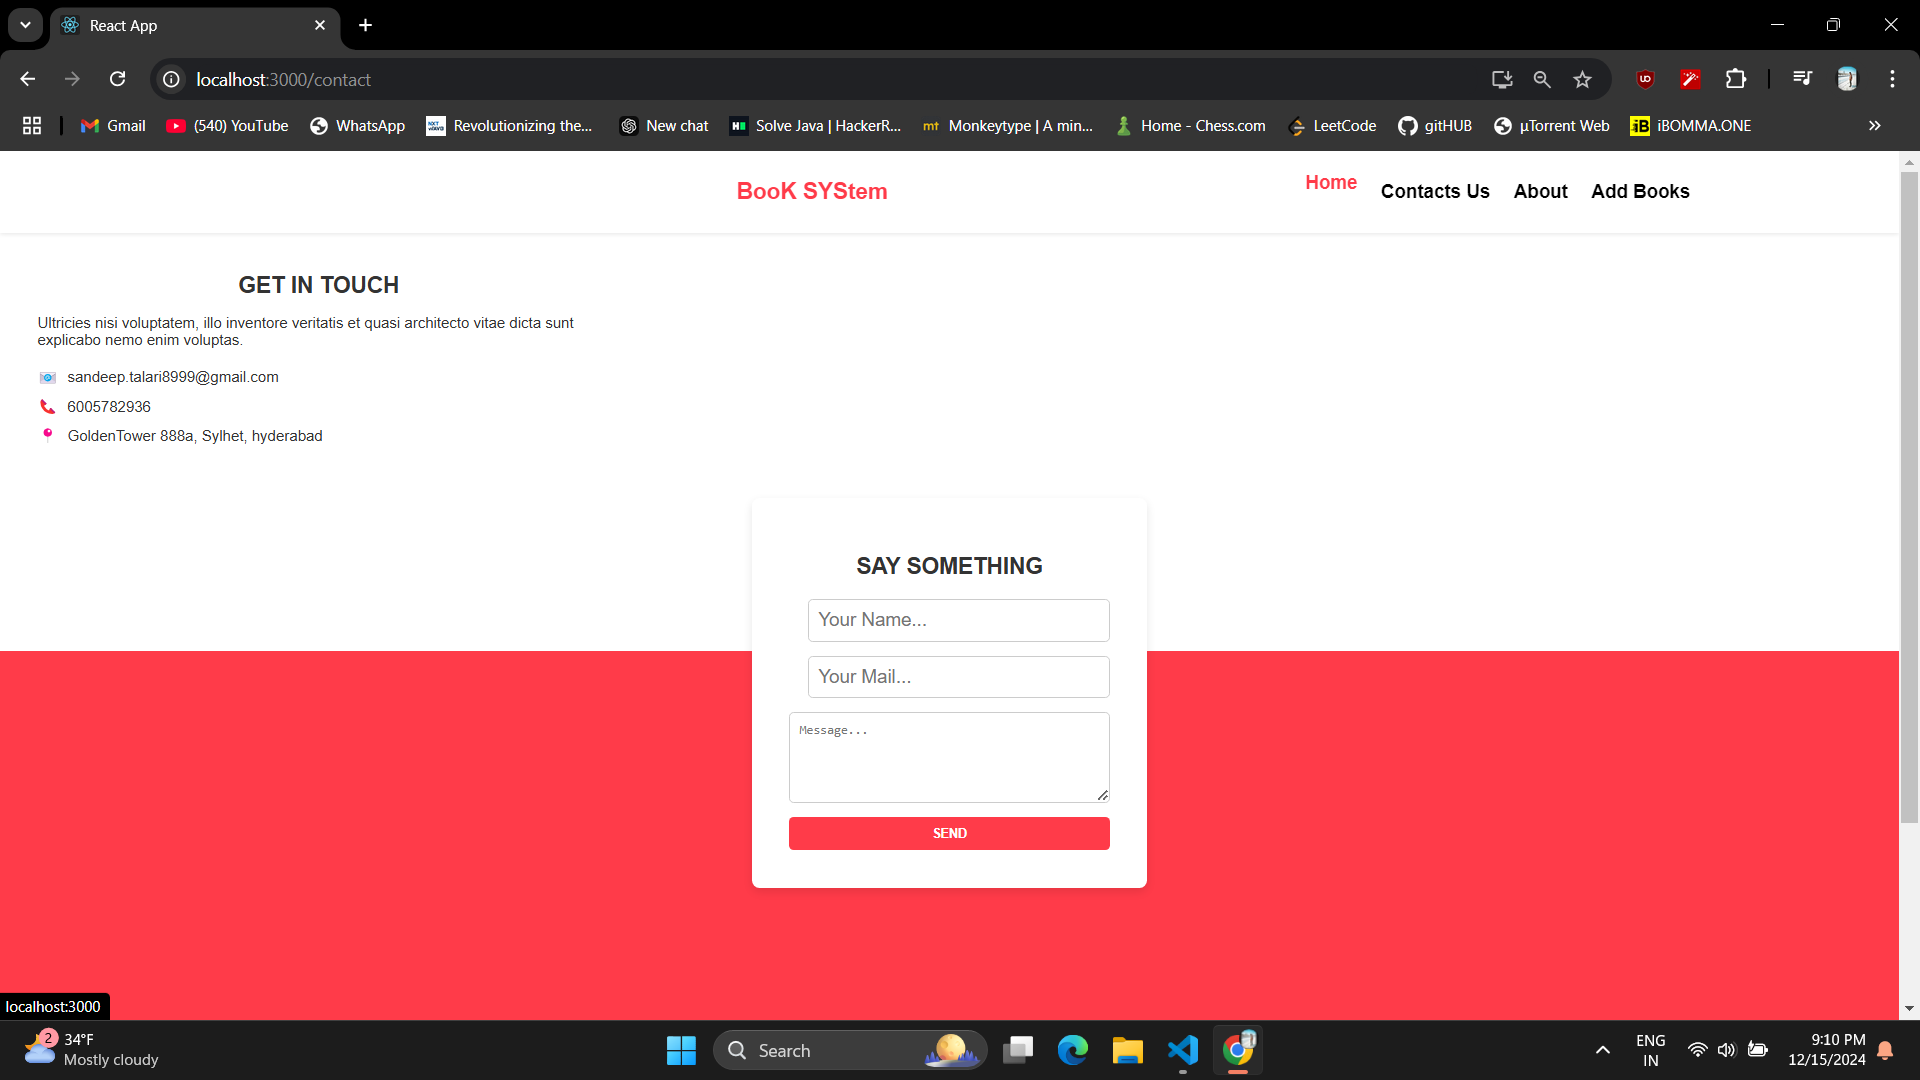 React App
localhost:3000/contact
Gmail
(540) YouTube
WhatsApp
Revolutionizing the...
New chat
Solve Java | HackerR...
Monkeytype | A min...
Home - Chess.com
LeetCode
gitHUB
µTorrent Web
iBOMMA.ONE
BooK SYStem
Home
Contacts Us
About
Add Books
GET IN TOUCH
Ultricies nisi voluptatem, illo inventore veritatis et quasi architecto vitae dicta sunt
explicabo nemo enim voluptas.
sandeep.talari8999@gmail.com
6005782936
GoldenTower 888a, Sylhet, hyderabad
SAY SOMETHING
Your Name...
Your Mail...
Message...
SEND
localhost:3000
2
34°F
Mostly cloudy
Search
ENG
IN
9:10 PM
12/15/2024